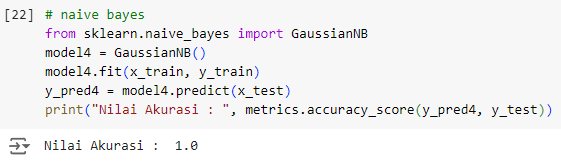 [22] # naive bayes
from sklearn.naive_bayes import GaussianNB
model4 = GaussianNB()
model4.fit(x_train, y_train)
y_pred4 = model4.predict(x_test)
print("Nilai Akurasi : ", metrics.accuracy_score(y_pred4, y_test))
Nilai Akurasi :  1.0